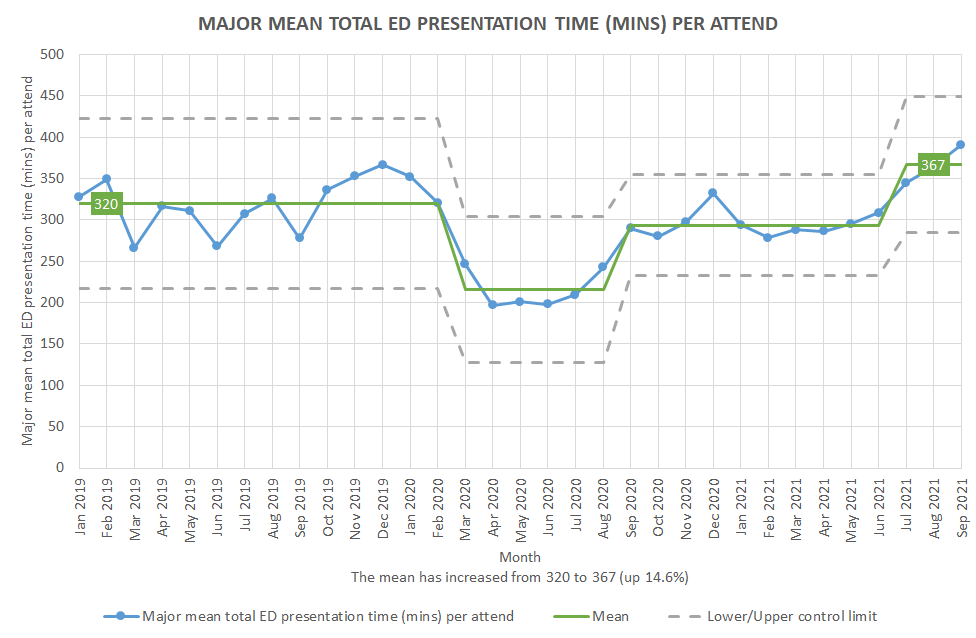 MAJOR MEAN TOTAL ED PRESENTATION TIME (MINS) PER ATTEND
Major mean total ED presentation time (mins) per attend
500
450
400
350
300
250
200
150
100
50
0
320
367
Jan 2019
Feb 2019
Mar 2019
Apr 2019
May 2019
Jun 2019
Jul 2019
Aug 2019
Sep 2019
Oct 2019
Nov 2019
Dec 2019
Jan 2020
Feb 2020
Mar 2020
Apr 2020
May 2020
Jun 2020
Jul 2020
Aug 2020
Sep 2020
Oct 2020
Nov 2020
Dec 2020
Jan 2021
Feb 2021
Mar 2021
Apr 2021
May 2021
Jun 2021
Jul 2021
Aug 2021
Sep 2021
Month
The mean has increased from 320 to 367 (up 14.6%)
Major mean total ED presentation time (mins) per attend
Mean
Lower/Upper control limit